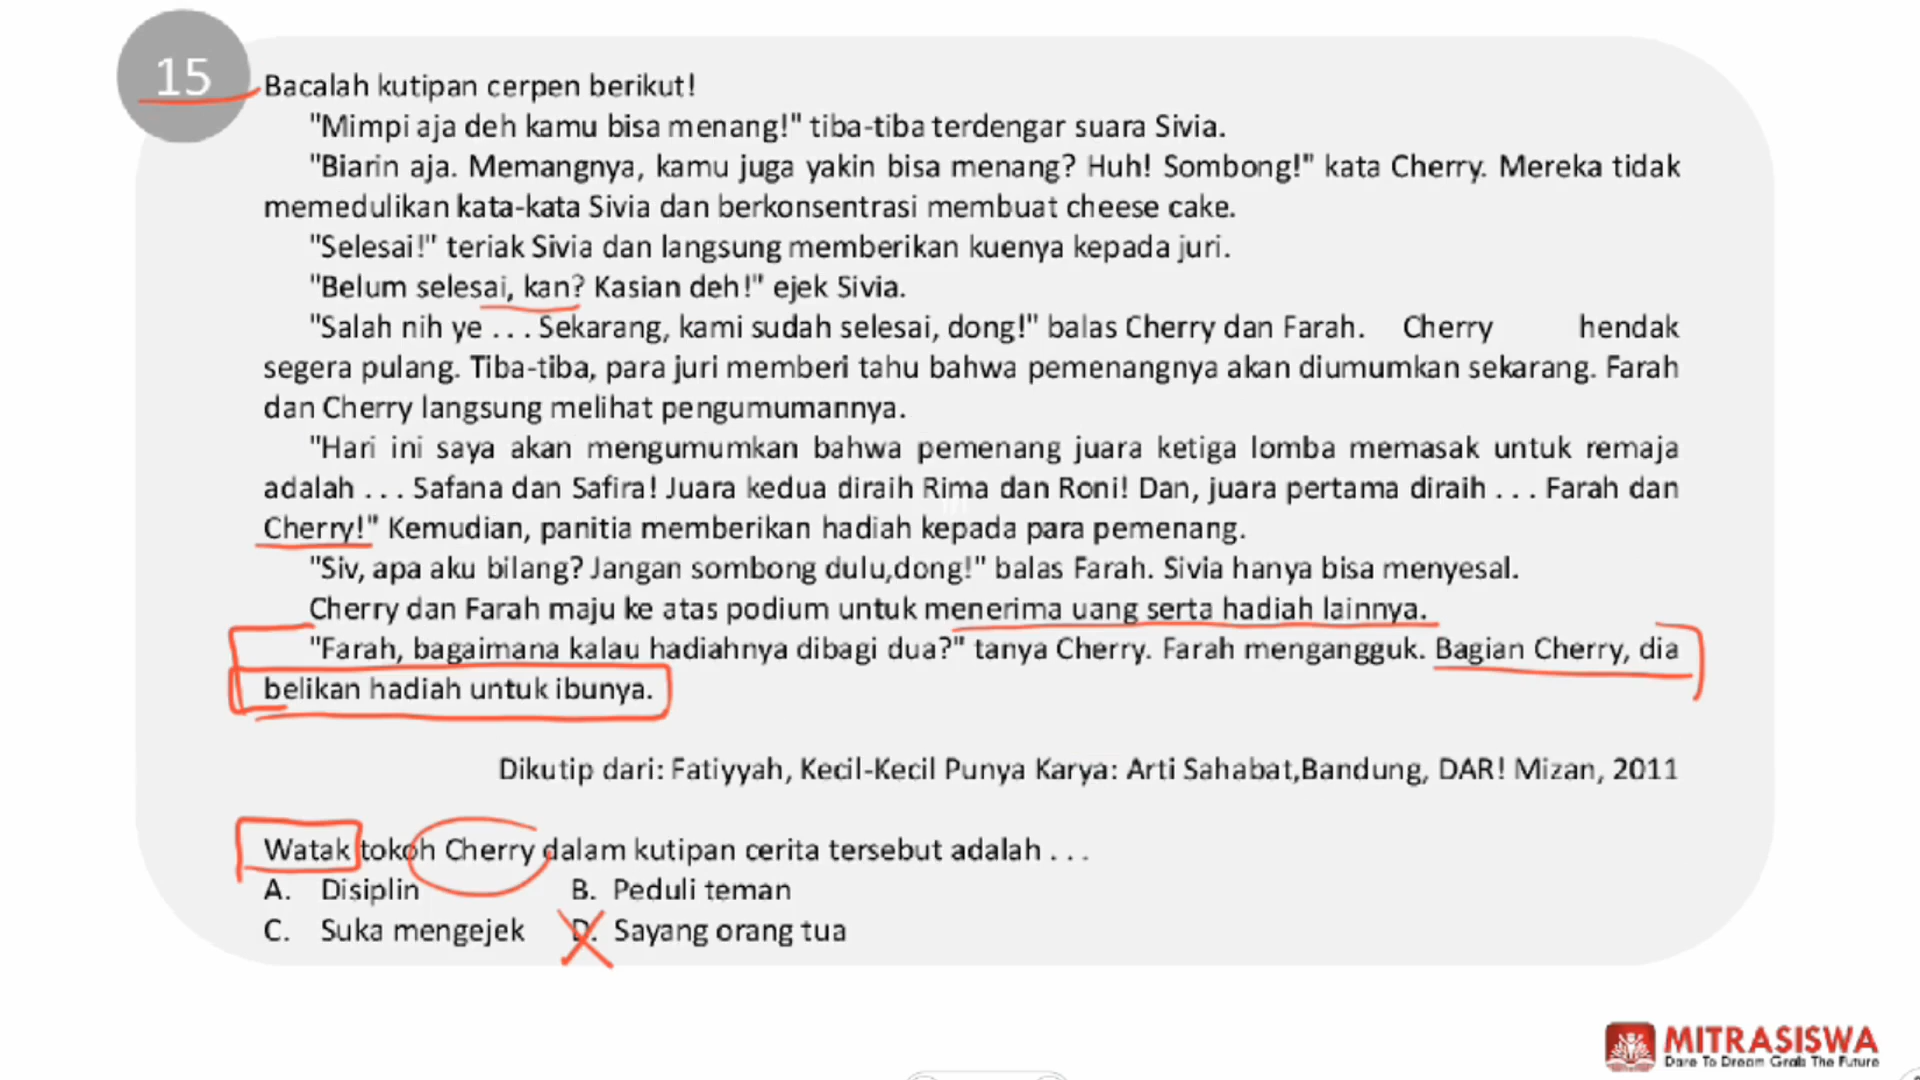 15
Bacalah kutipan cerpen berikut!
"Mimpi aja deh kamu bisa menang!" tiba-tiba terdengar suara Sivia.
"Biarin aja. Memangnya, kamu juga yakin bisa menang? Huh! Sombong!" kata Cherry. Mereka tidak
memedulikan kata-kata Sivia dan berkonsentrasi membuat cheese cake.
"Selesai!" teriak Sivia dan langsung memberikan kuenya kepada juri.
"Belum selesai, kan? Kasian deh!" ejek Sivia.
"Salah nih ye . . . Sekarang, kami sudah selesai, dong!" balas Cherry dan Farah. Cherry hendak
segera pulang. Tiba-tiba, para juri memberi tahu bahwa pemenangnya akan diumumkan sekarang. Farah
dan Cherry langsung melihat pengumumannya.
"Hari ini saya akan mengumumkan bahwa pemenang juara ketiga lomba memasak untuk remaja
adalah . . . Safana dan Safira! Juara kedua diraih Rima dan Roni! Dan, juara pertama diraih . . . Farah dan
Cherry!" Kemudian, panitia memberikan hadiah kepada para pemenang.
"Siv, apa aku bilang? Jangan sombong dulu,dong!" balas Farah. Sivia hanya bisa menyesal.
Cherry dan Farah maju ke atas podium untuk menerima uang serta hadiah lainnya.
"Farah, bagaimana kalau hadiahnya dibagi dua?" tanya Cherry. Farah mengangguk. Bagian Cherry, dia
belikan hadiah untuk ibunya.
Dikutip dari: Fatiyyah, Kecil-Kecil Punya Karya: Arti Sahabat,Bandung, DAR! Mizan, 2011
Watak tokoh Cherry dalam kutipan cerita tersebut adalah . . .
A. Disiplin B. Peduli teman
C. Suka mengejek D. Sayang orang tua
MITRASISWA
Dare To Dream Grab The Future